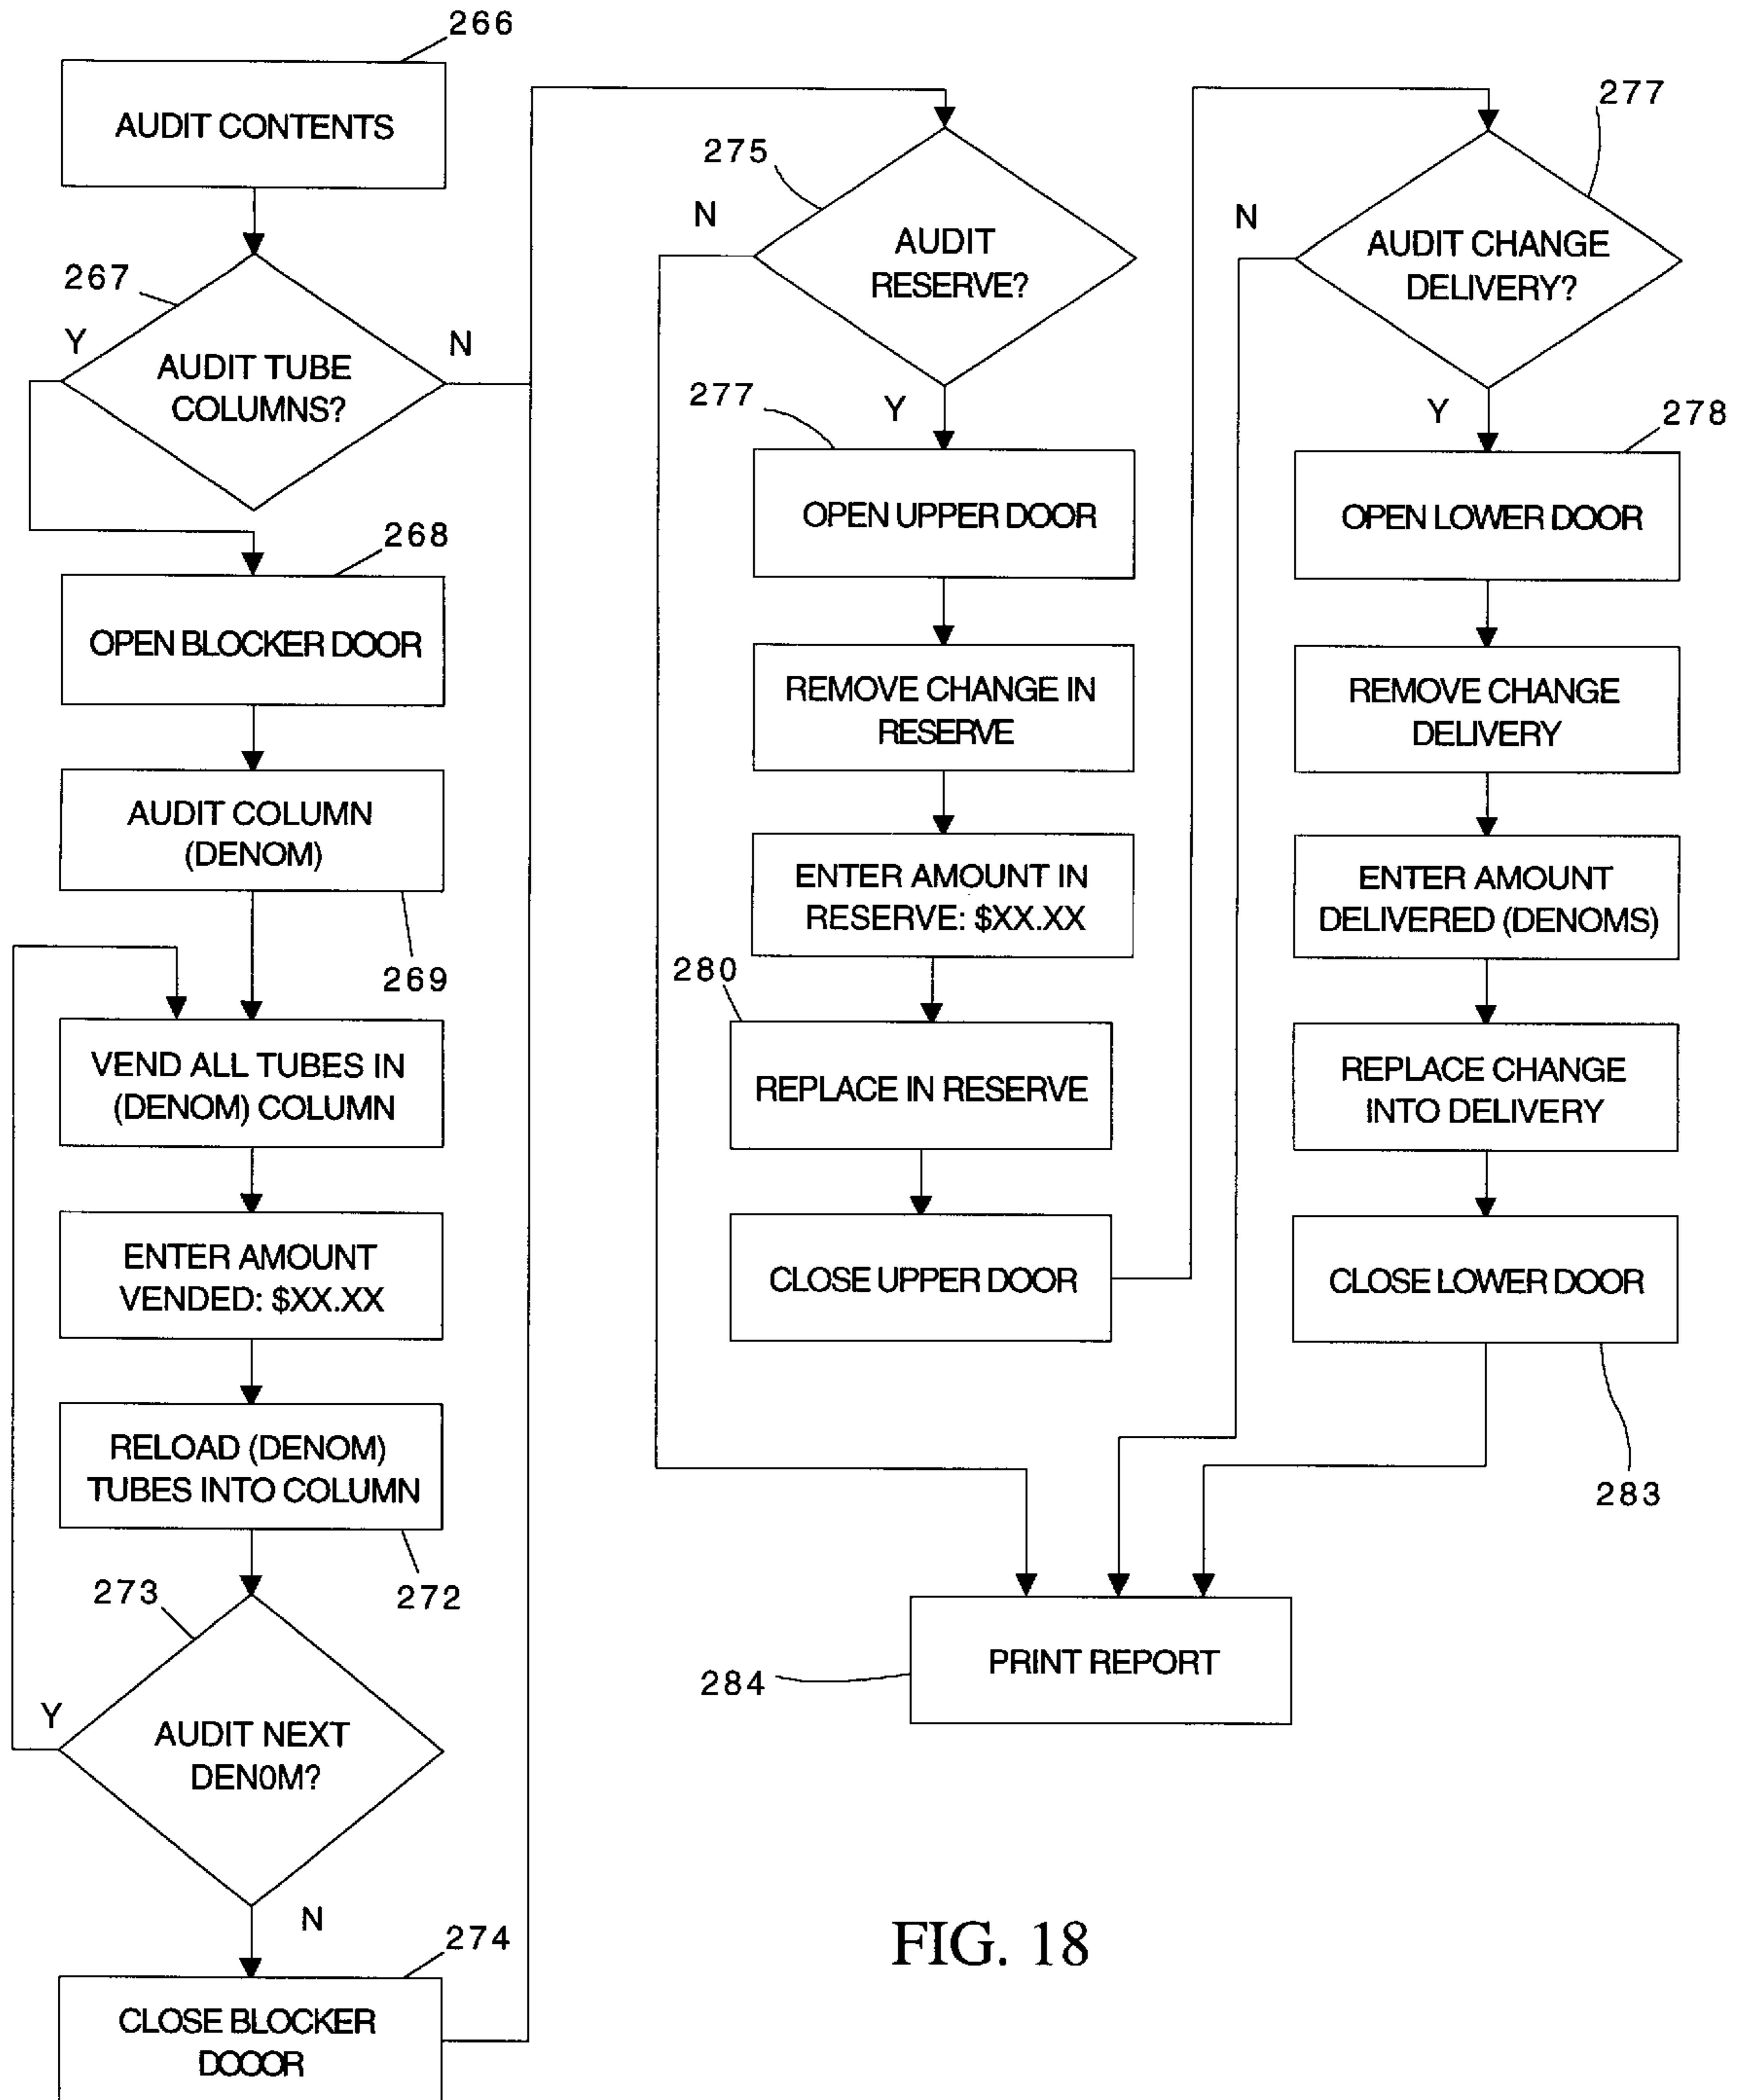 266
AUDIT CONTENTS
267
Y
N
AUDIT TUBE
COLUMNS?
268
OPEN BLOCKER DOOR
AUDIT COLUMN
(DENOM)
269
VEND ALL TUBES IN
(DENOM) COLUMN
ENTER AMOUNT
VENDED: $XX.XX
RELOAD (DENOM)
TUBES INTO COLUMN
272
273
Y
AUDIT NEXT
DEN0M?
N
274
CLOSE BLOCKER
DOOOR
275
N
AUDIT
RESERVE?
Y
277
OPEN UPPER DOOR
REMOVE CHANGE IN
RESERVE
ENTER AMOUNT IN
RESERVE: $XX.XX
280
REPLACE IN RESERVE
CLOSE UPPER DOOR
277
N
AUDIT CHANGE
DELIVERY?
Y
278
OPEN LOWER DOOR
REMOVE CHANGE
DELIVERY
ENTER AMOUNT
DELIVERED (DENOMS)
REPLACE CHANGE
INTO DELIVERY
CLOSE LOWER DOOR
283
PRINT REPORT
284
FIG. 18